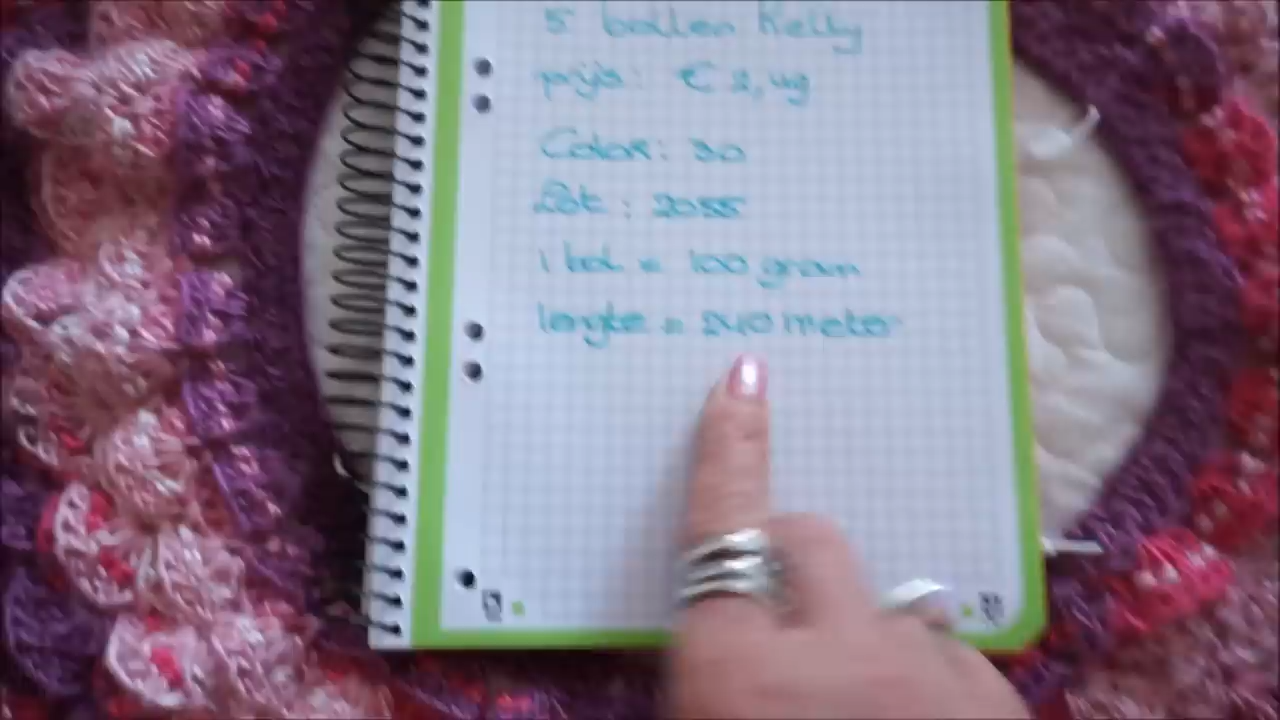 5 bollen Kelly
prijs: € 2,49
Color: 30
Lot: 2055
1 bol = 100 gram
lengte = 240 meter